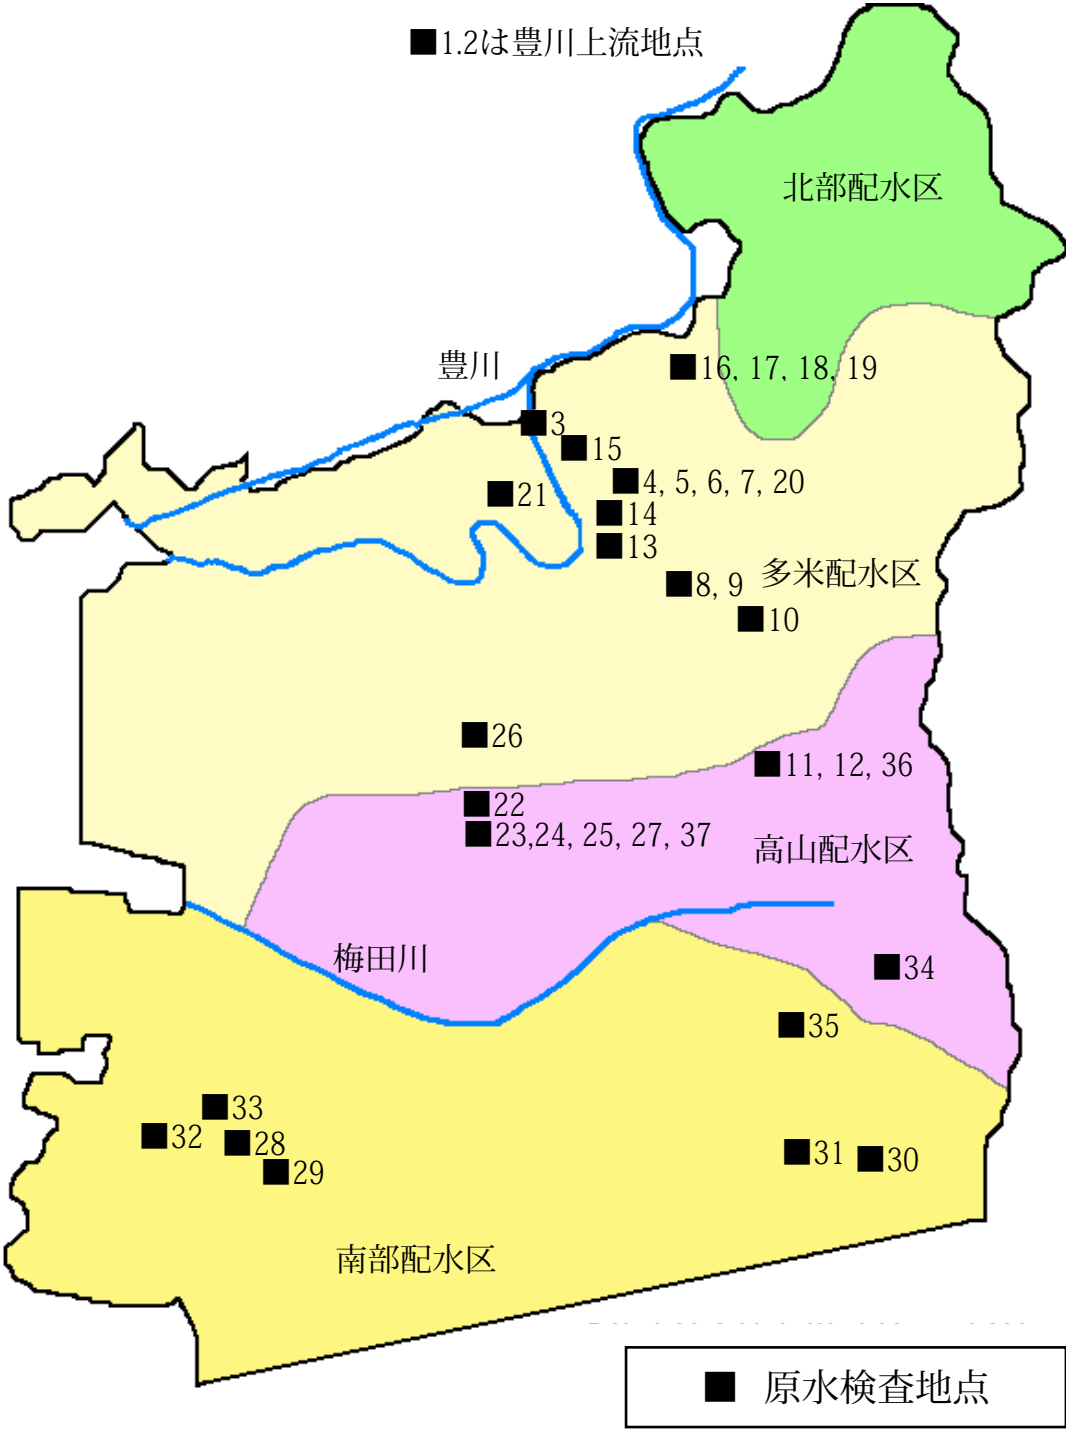 ■1.2は豊川上流地点
北部配水区
豊川
■16, 17, 18, 19
■3
■15
■4, 5, 6, 7, 20
■21
■14
■13
■8, 9
多米配水区
■10
■26
■11, 12, 36
■22
■23,24, 25, 27, 37
高山配水区
梅田川
■34
■35
■33
■32
■28
■31
■30
■29
南部配水区
■ 原水検査地点